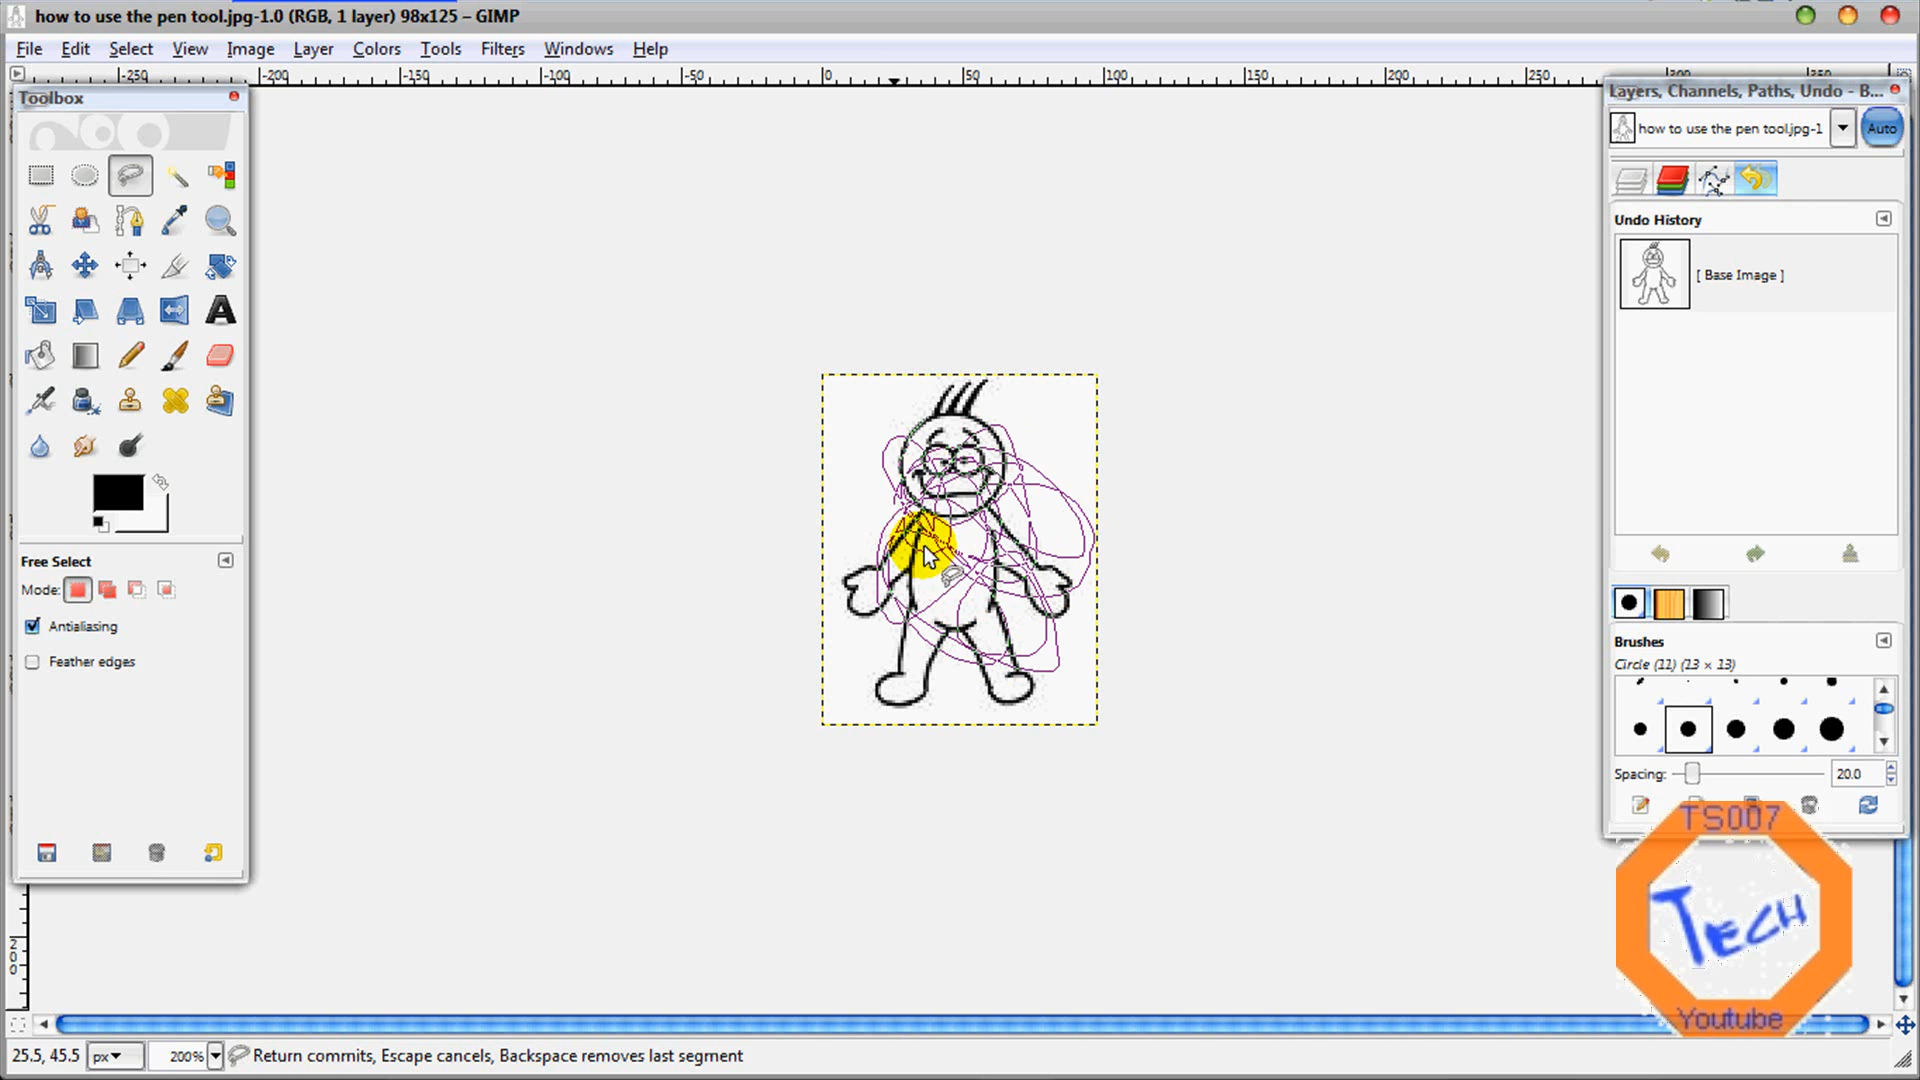 how to use the pen tool.jpg-1.0 (RGB, 1 layer) 98x125 – GIMP
File Edit Select View Image Layer Colors Tools Filters Windows Help
-250 -200 -150 -100 -50 0 50 100 150 200 250
Toolbox
Layers, Channels, Paths, Undo - B...
how to use the pen tool.jpg-1
Auto
Undo History
[ Base Image ]
Free Select
Mode:
Antialiasing
Feather edges
Brushes
Circle (11) (13 × 13)
Spacing: 20.0
TS007
TECH
Youtube
200
25.5, 45.5 px 200% Return commits, Escape cancels, Backspace removes last segment